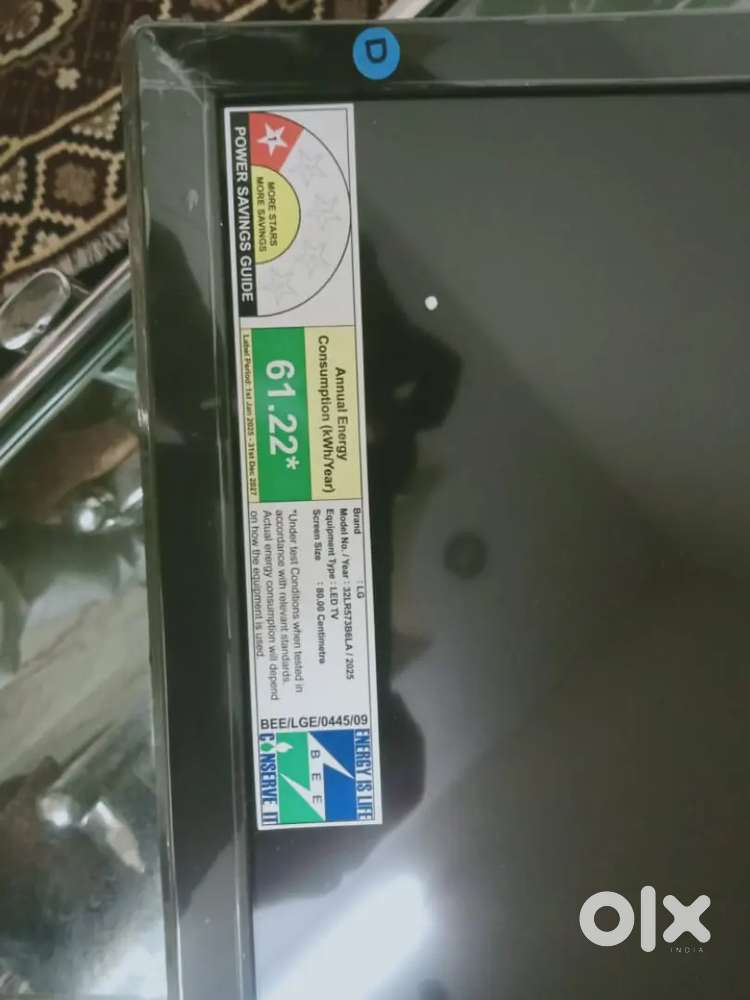 D
1
MORE STARS
MORE SAVINGS
POWER SAVINGS GUIDE
Annual Energy
Consumption (kWh/Year)
61.22*
Label Period: 1st Jan 2025 - 31st Dec 2027
Brand : LG
Model No. / Year : 32LR573B6LA / 2025
Equipment Type : LED TV
Screen Size : 80.00 Centimetre
*Under test Conditions when tested in
accordance with relevant standards.
Actual energy consumption will depend
on how the equipment is used.
BEE/LGE/0445/09
ENERGY IS LIFE
BEE
CONSERVE IT
olx
INDIA